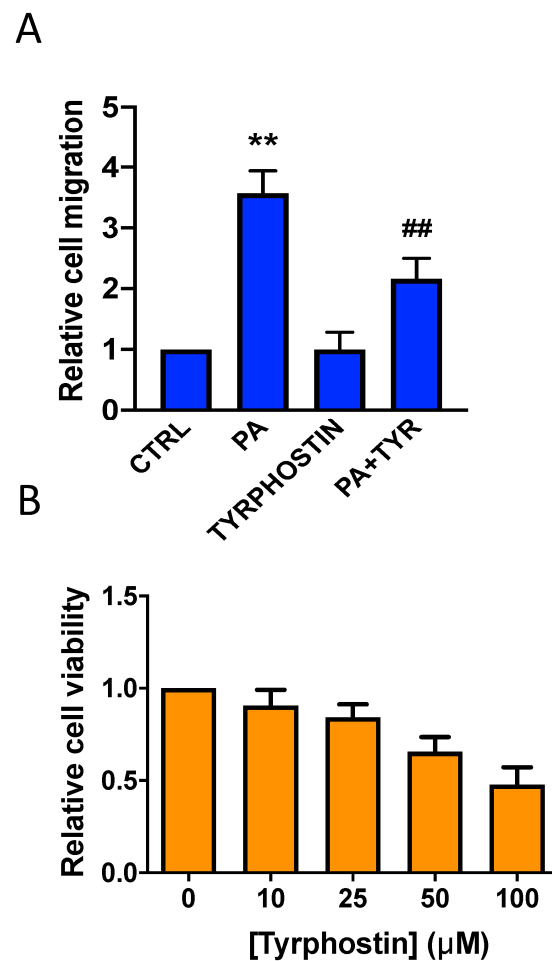 A
Relative cell migration
5
4
3
2
1
0
**
##
CTRL
PA
TYRPHOSTIN
PA+TYR
B
Relative cell viability
1.5
1.0
0.5
0.0
0 10 25 50 100
[Tyrphostin] (μM)